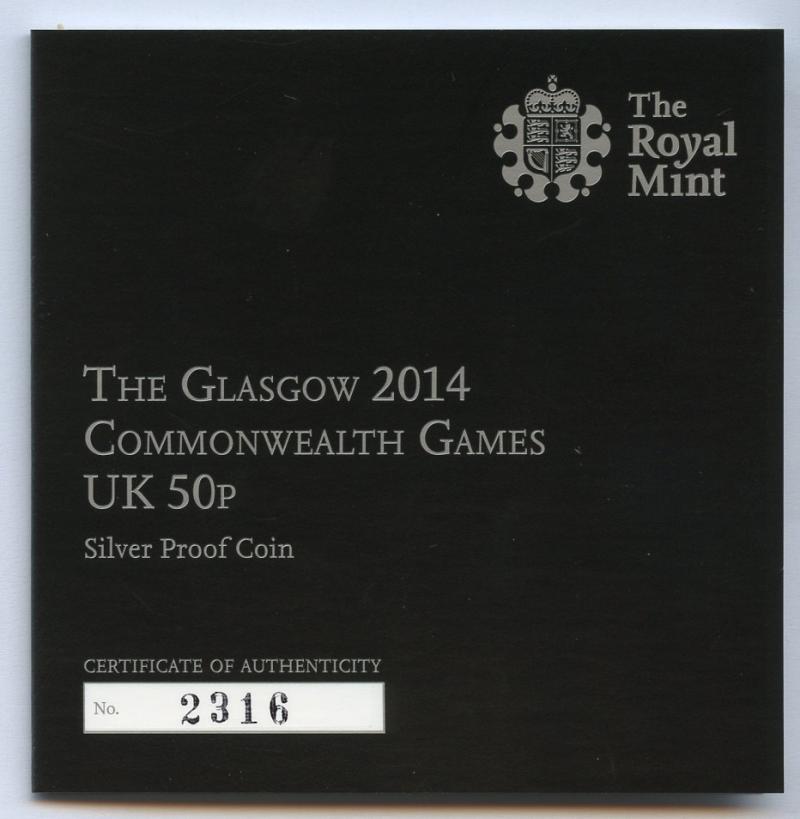 The
Royal
Mint
THE GLASGOW 2014
COMMONWEALTH GAMES
UK 50P
Silver Proof Coin
CERTIFICATE OF AUTHENTICITY
No. 2316